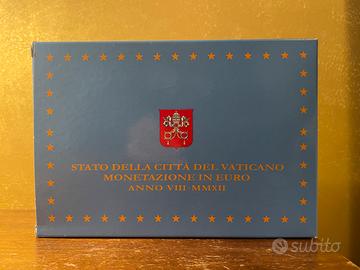 STATO DELLA CITTÀ DEL VATICANO
MONETAZIONE IN EURO
ANNO VIII-MMXII
subito